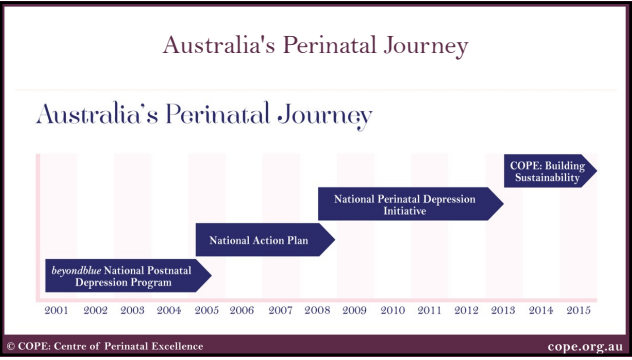 Australia's Perinatal Journey
Australia's Perinatal Journey
COPE: Building
Sustainability
National Perinatal Depression
Initiative
National Action Plan
beyondblue National Postnatal
Depression Program
2001 2002 2003 2004 2005 2006 2007 2008 2009 2010 2011 2012 2013 2014 2015
© COPE: Centre of Perinatal Excellence
cope.org.au